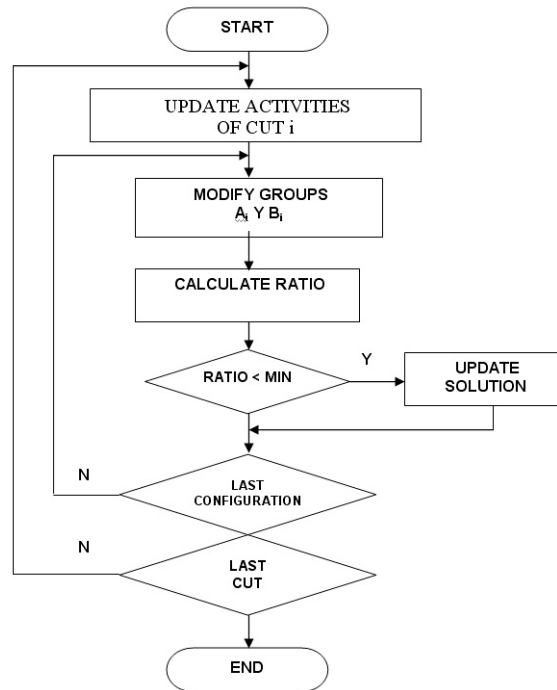 START
UPDATE ACTIVITIES
OF CUT i
MODIFY GROUPS
Ai Y Bi
CALCULATE RATIO
RATIO < MIN
Y
UPDATE
SOLUTION
N
LAST
CONFIGURATION
N
LAST
CUT
END